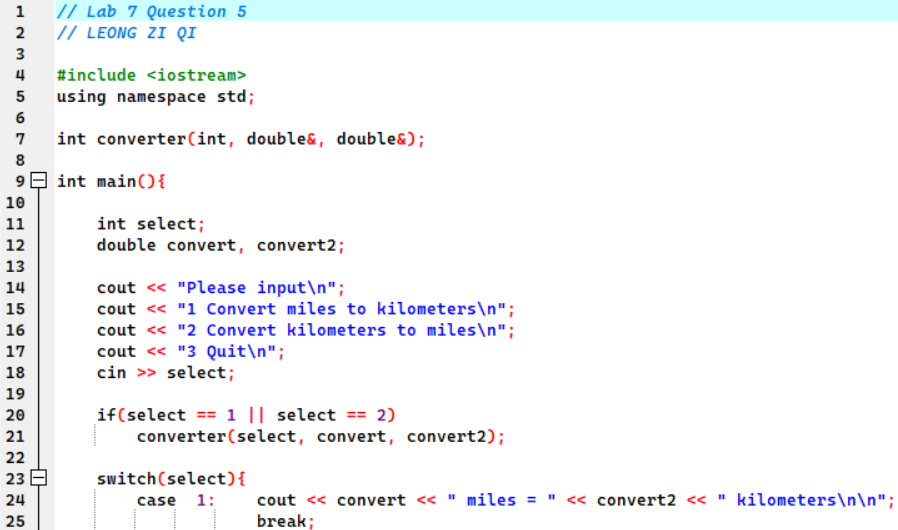 1 // Lab 7 Question 5
2 // LEONG ZI QI
3
4 #include <iostream>
5 using namespace std;
6
7 int converter(int, double&, double&);
8
9 int main(){
10
11 int select;
12 double convert, convert2;
13
14 cout << "Please input\n";
15 cout << "1 Convert miles to kilometers\n";
16 cout << "2 Convert kilometers to miles\n";
17 cout << "3 Quit\n";
18 cin >> select;
19
20 if(select == 1 || select == 2)
21 converter(select, convert, convert2);
22
23 switch(select){
24 case 1: cout << convert << " miles = " << convert2 << " kilometers\n\n";
25 break;